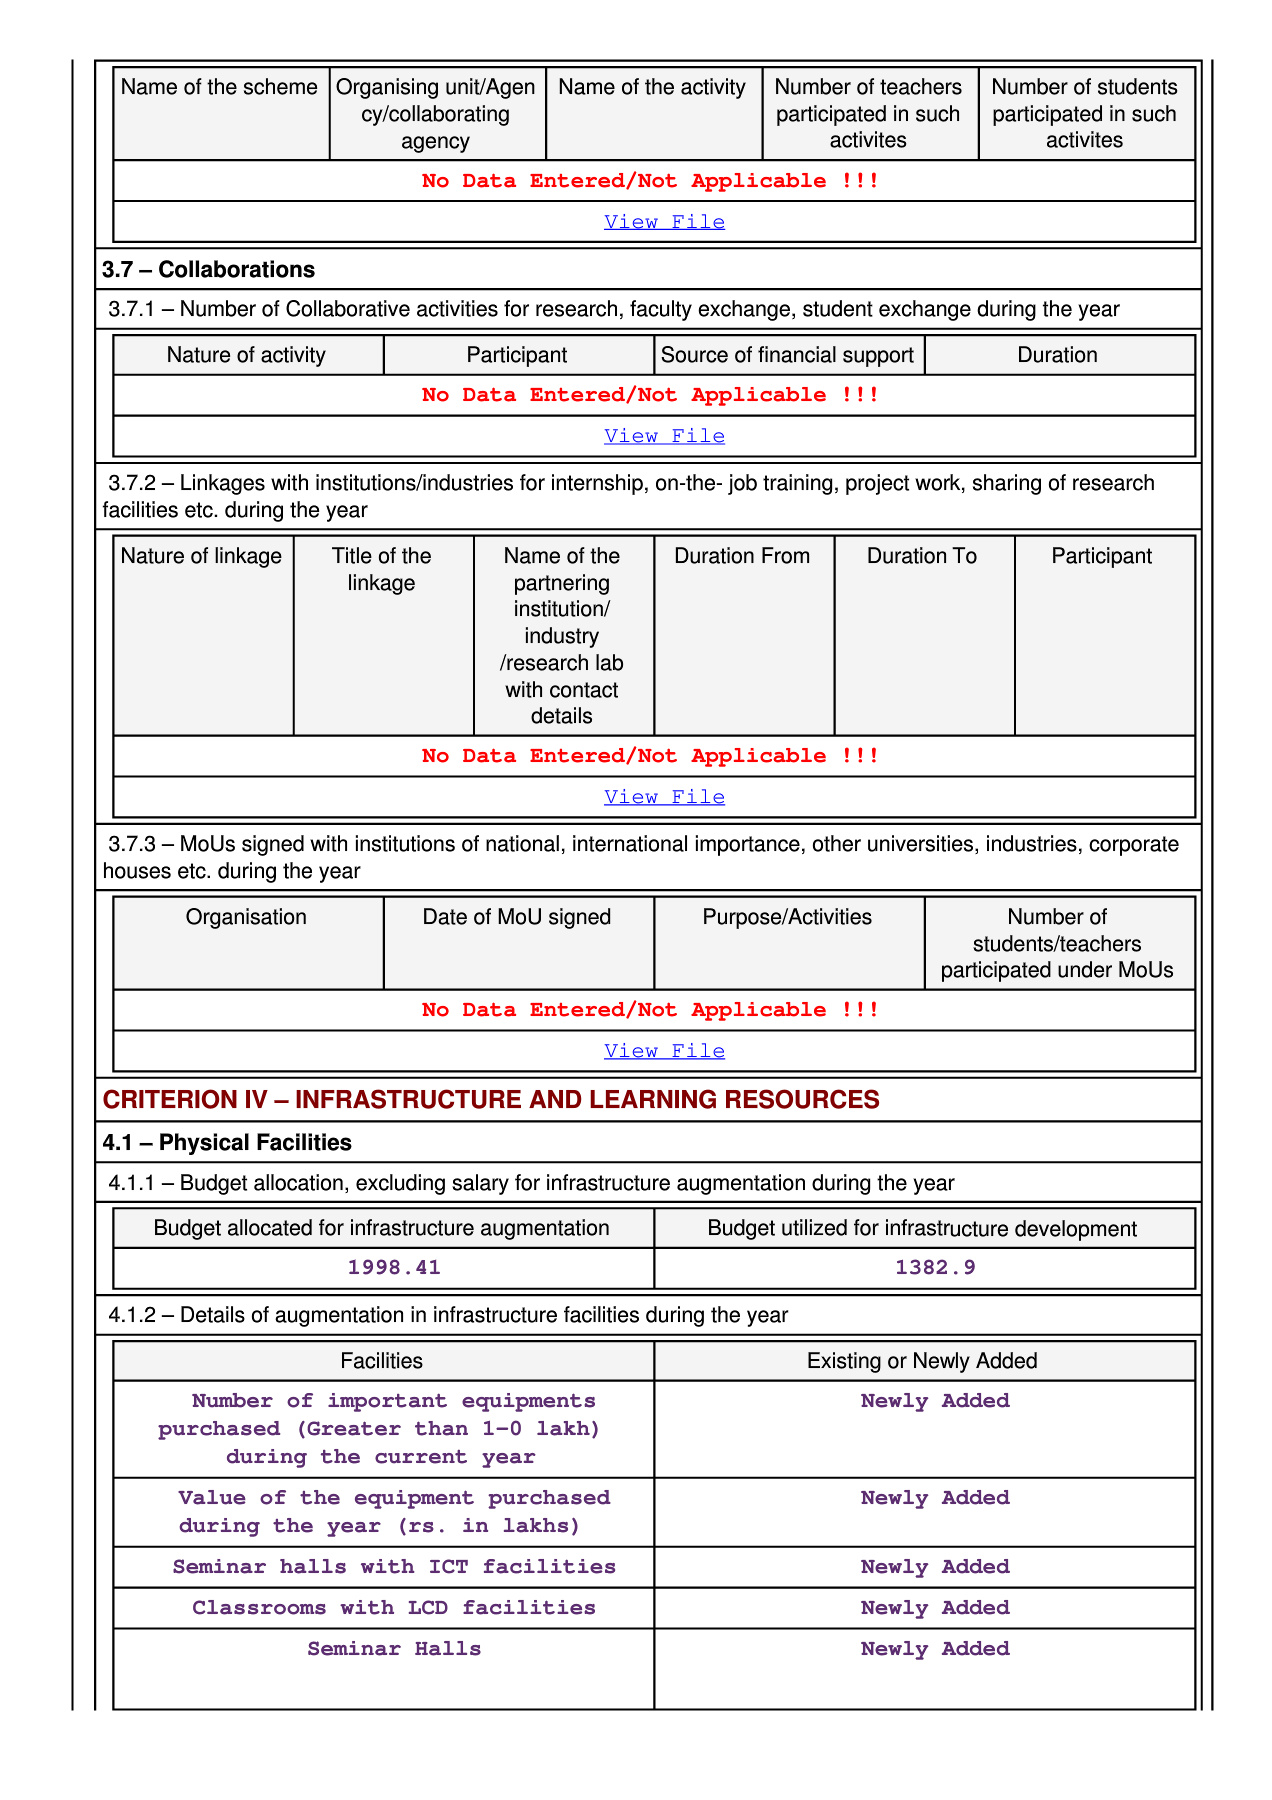 Name of the scheme
Organising unit/Agen
cy/collaborating
agency
Name of the activity
Number of teachers
participated in such
activites
Number of students
participated in such
activites
No Data Entered/Not Applicable !!!
View File
3.7 – Collaborations
3.7.1 – Number of Collaborative activities for research, faculty exchange, student exchange during the year
Nature of activity
Participant
Source of financial support
Duration
No Data Entered/Not Applicable !!!
View File
3.7.2 – Linkages with institutions/industries for internship, on-the- job training, project work, sharing of research
facilities etc. during the year
Nature of linkage
Title of the
linkage
Name of the
partnering
institution/
industry
/research lab
with contact
details
Duration From
Duration To
Participant
No Data Entered/Not Applicable !!!
View File
3.7.3 – MoUs signed with institutions of national, international importance, other universities, industries, corporate
houses etc. during the year
Organisation
Date of MoU signed
Purpose/Activities
Number of
students/teachers
participated under MoUs
No Data Entered/Not Applicable !!!
View File
CRITERION IV – INFRASTRUCTURE AND LEARNING RESOURCES
4.1 – Physical Facilities
4.1.1 – Budget allocation, excluding salary for infrastructure augmentation during the year
Budget allocated for infrastructure augmentation
Budget utilized for infrastructure development
1998.41
1382.9
4.1.2 – Details of augmentation in infrastructure facilities during the year
Facilities
Existing or Newly Added
Number of important equipments
purchased (Greater than 1-0 lakh)
during the current year
Newly Added
Value of the equipment purchased
during the year (rs. in lakhs)
Newly Added
Seminar halls with ICT facilities
Newly Added
Classrooms with LCD facilities
Newly Added
Seminar Halls
Newly Added